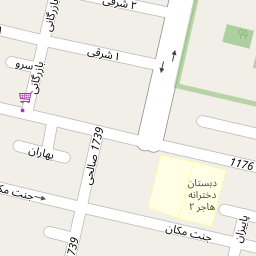 ۲ شرقی
بازرگانی
۱ شرقی
سرو
بازرگانی
بهاران
1739 صالحی
1176
دبستان
دخترانه
هاجر ۲
جنت مکان
جنت مکان
پاییزان
1739